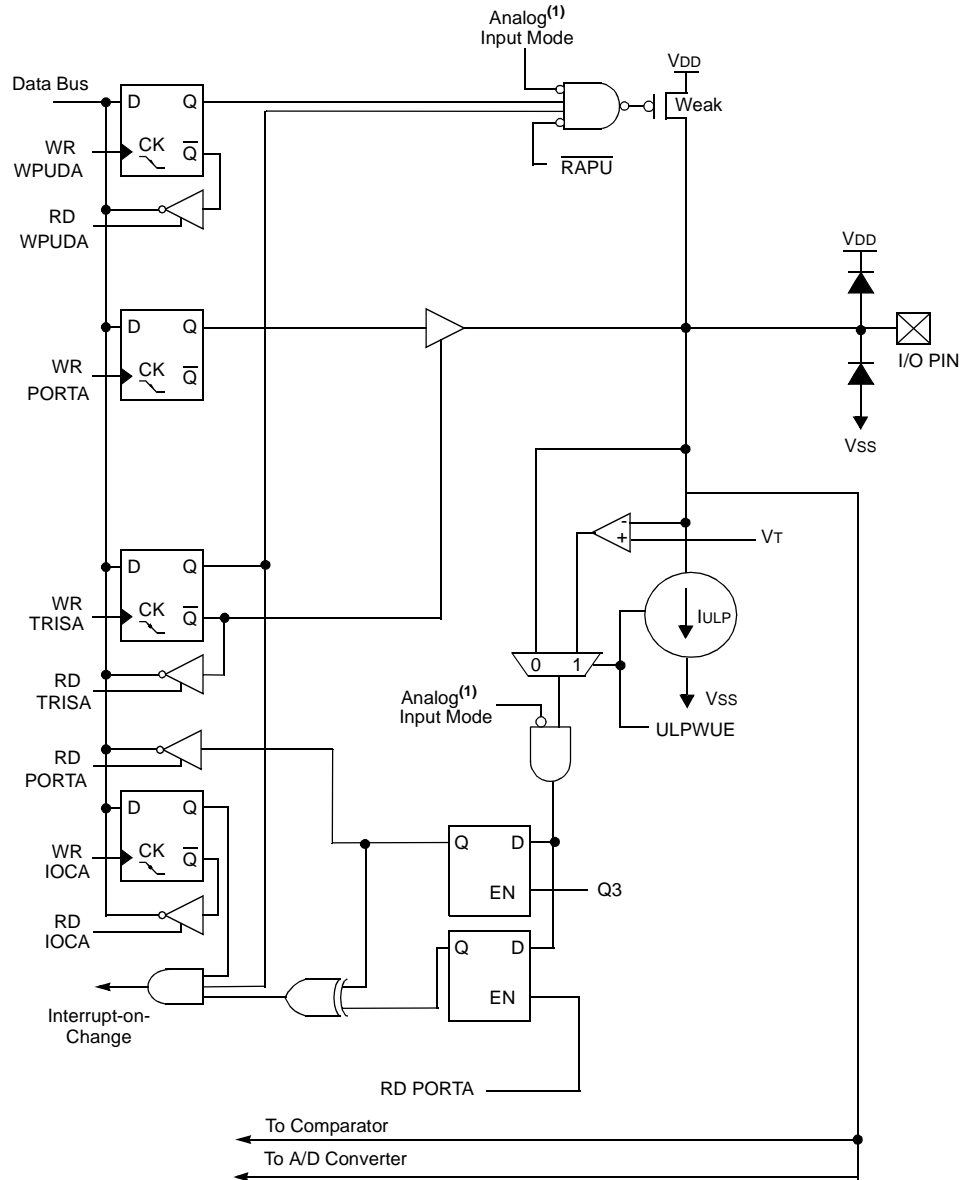 Analog(1)
Input Mode
VDD
Data Bus
D Q
Weak
WR
WPUDA
CK Q
RAPU
RD
WPUDA
VDD
D Q
WR
PORTA
CK Q
I/O PIN
VSS
-
+
VT
D Q
WR
TRISA
CK Q
IULP
0 1
RD
TRISA
Analog(1)
Input Mode
VSS
ULPWUE
RD
PORTA
D Q
Q D
WR
IOCA
CK Q
EN
Q3
RD
IOCA
Q D
EN
Interrupt-on-
Change
RD PORTA
To Comparator
To A/D Converter